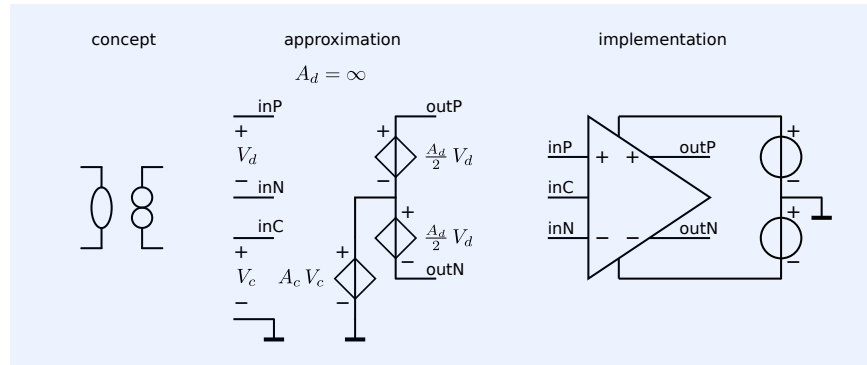 concept approximation implementation
A_d = ∞
inP outP
+ + +
V_d A_d/2 V_d inP + + outP
− − −
inN inC
inC + +
+ A_d/2 V_d inN − − outN
+ − −
V_c A_c V_c outN
− −